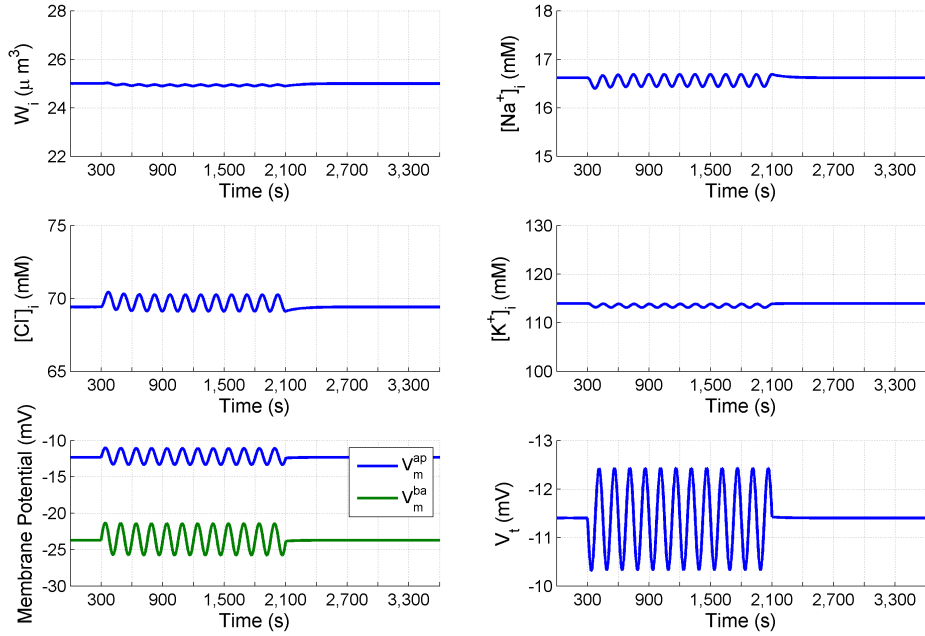 28
26
24
22
W_i (μ m^3)
300 900 1,500 2,100 2,700 3,300
Time (s)
18
17
16
15
[Na^+]_i (mM)
300 900 1,500 2,100 2,700 3,300
Time (s)
75
70
65
[Cl^-]_i (mM)
300 900 1,500 2,100 2,700 3,300
Time (s)
130
120
110
100
[K^+]_i (mM)
300 900 1,500 2,100 2,700 3,300
Time (s)
-10
-15
-20
-25
-30
Membrane Potential (mV)
V_m^ap
V_m^ba
300 900 1,500 2,100 2,700 3,300
Time (s)
-13
-12
-11
-10
V_t (mV)
300 900 1,500 2,100 2,700 3,300
Time (s)